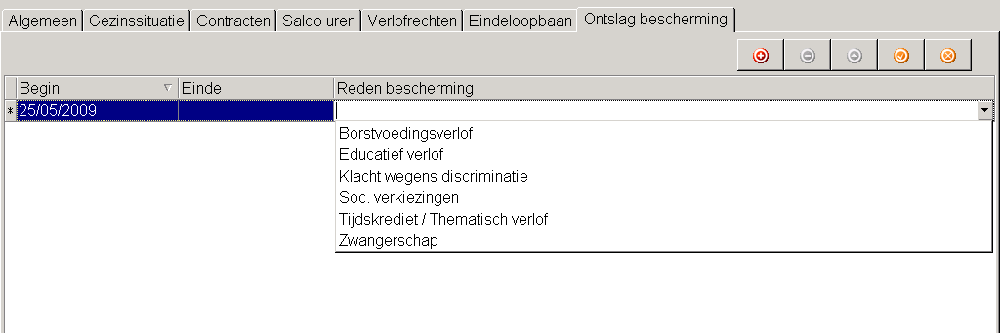 Algemeen Gezinssituatie Contracten Saldo uren Verlofrechten Eindeloopbaan Ontslag bescherming
Begin Einde Reden bescherming
* 25/05/2009
Borstvoedingsverlof
Educatief verlof
Klacht wegens discriminatie
Soc. verkiezingen
Tijdskrediet / Thematisch verlof
Zwangerschap